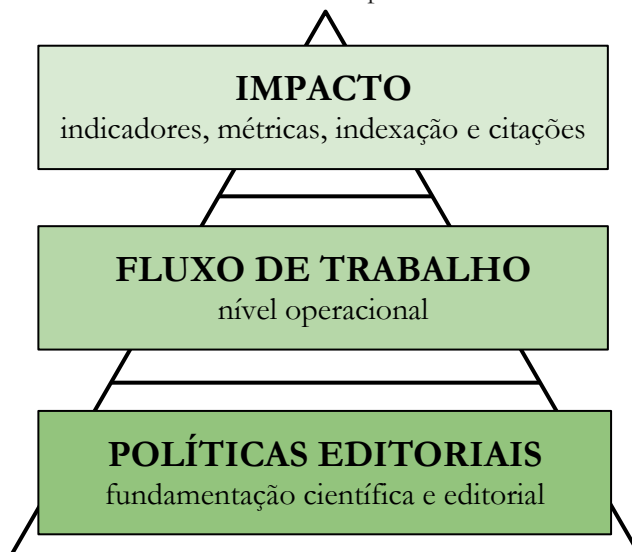 IMPACTO
indicadores, métricas, indexação e citações
FLUXO DE TRABALHO
nível operacional
POLÍTICAS EDITORIAIS
fundamentação científica e editorial